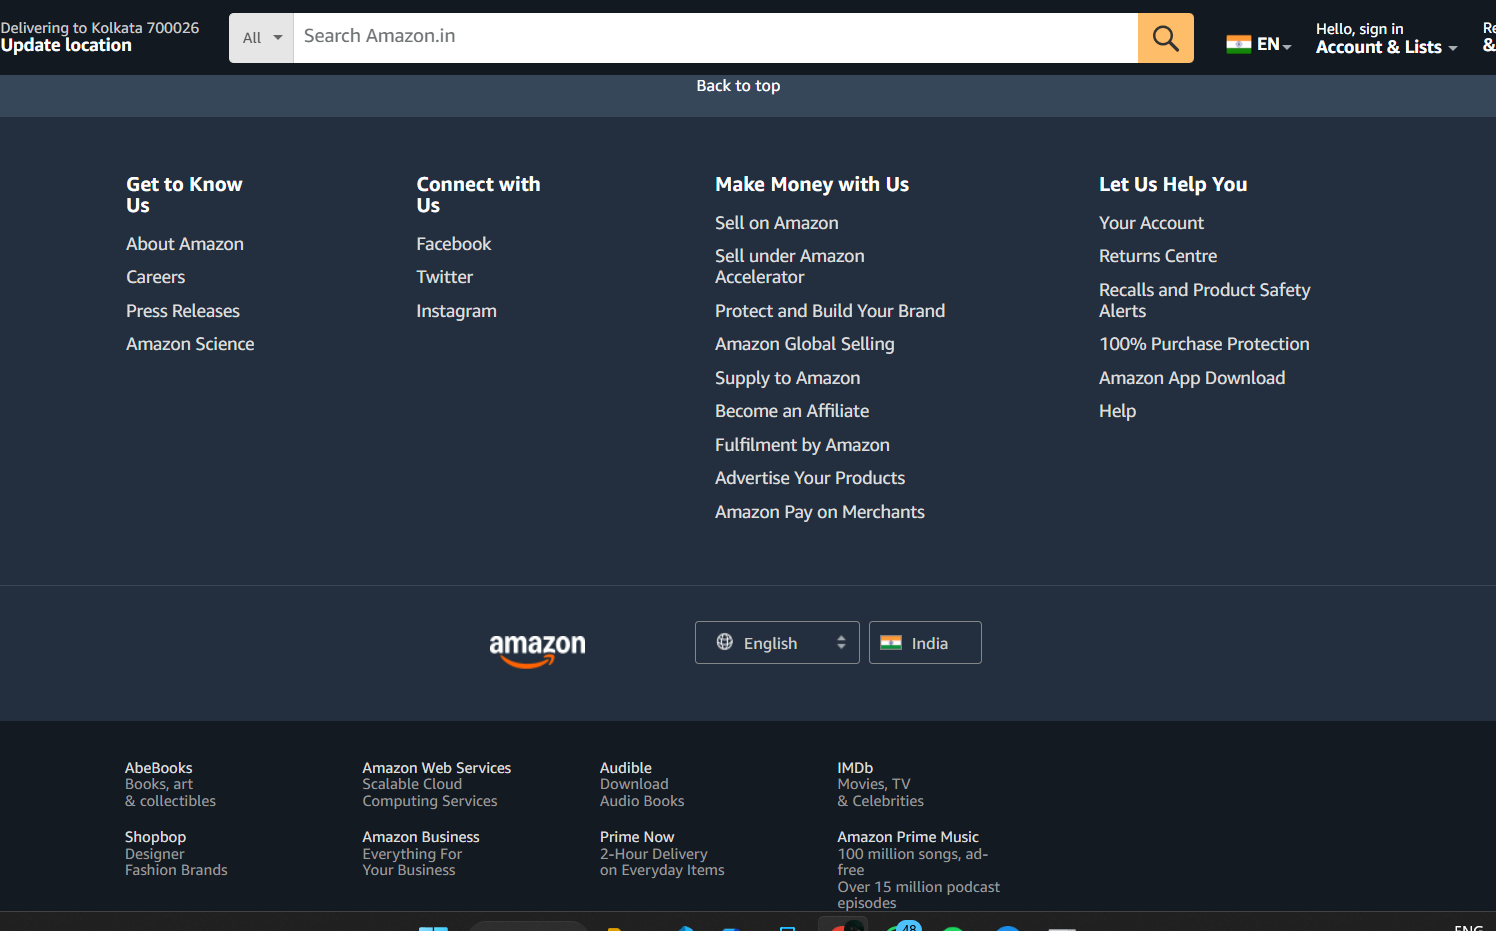 Delivering to Kolkata 700026
Update location
All
Search Amazon.in
EN
Hello, sign in
Account & Lists
&
Back to top
Get to Know
Us
About Amazon
Careers
Press Releases
Amazon Science
Connect with
Us
Facebook
Twitter
Instagram
Make Money with Us
Sell on Amazon
Sell under Amazon
Accelerator
Protect and Build Your Brand
Amazon Global Selling
Supply to Amazon
Become an Affiliate
Fulfilment by Amazon
Advertise Your Products
Amazon Pay on Merchants
Let Us Help You
Your Account
Returns Centre
Recalls and Product Safety
Alerts
100% Purchase Protection
Amazon App Download
Help
amazon
English
India
AbeBooks
Books, art
& collectibles
Amazon Web Services
Scalable Cloud
Computing Services
Audible
Download
Audio Books
IMDb
Movies, TV
& Celebrities
Shopbop
Designer
Fashion Brands
Amazon Business
Everything For
Your Business
Prime Now
2-Hour Delivery
on Everyday Items
Amazon Prime Music
100 million songs, ad-
free
Over 15 million podcast
episodes
48
ENG